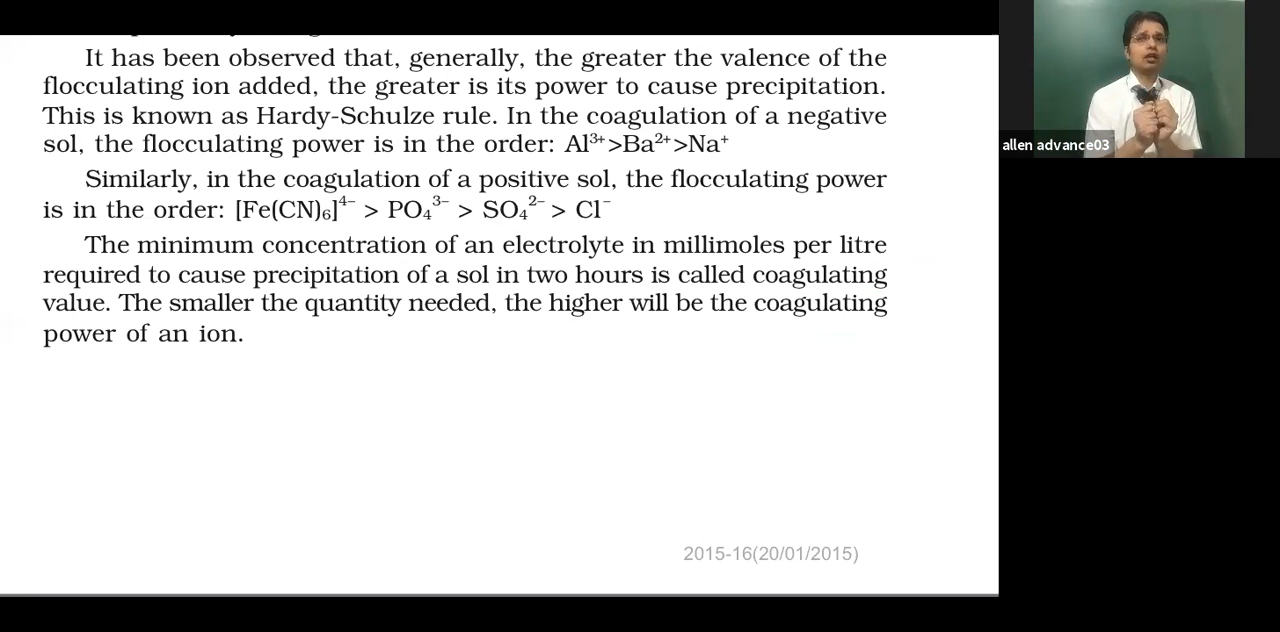 It has been observed that, generally, the greater the valence of the
flocculating ion added, the greater is its power to cause precipitation.
This is known as Hardy-Schulze rule. In the coagulation of a negative
sol, the flocculating power is in the order: Al³⁺>Ba²⁺>Na⁺
Similarly, in the coagulation of a positive sol, the flocculating power
is in the order: [Fe(CN)₆]⁴⁻ > PO₄³⁻ > SO₄²⁻ > Cl⁻
The minimum concentration of an electrolyte in millimoles per litre
required to cause precipitation of a sol in two hours is called coagulating
value. The smaller the quantity needed, the higher will be the coagulating
power of an ion.
2015-16(20/01/2015)
allen advance03